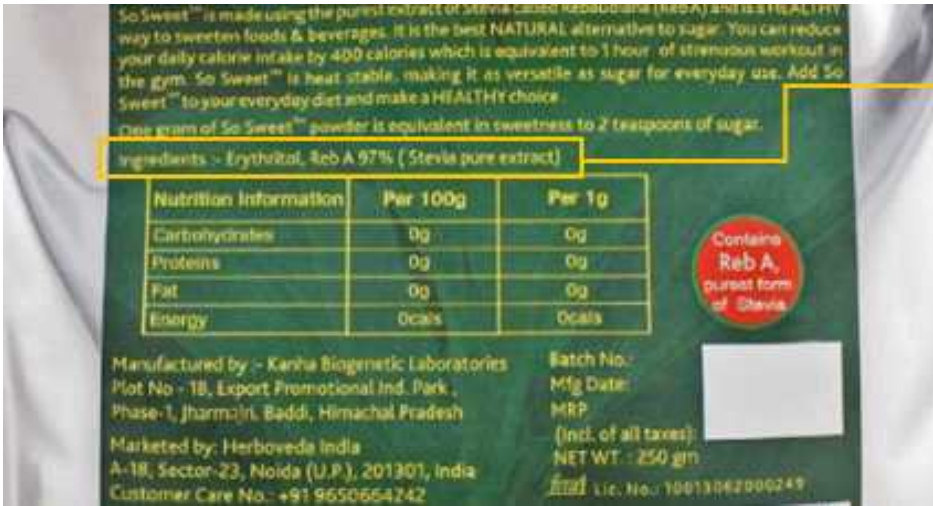 So Sweet™ is made using the purest extract of Stevia called Rebaudiana (Reb A) and is a HEALTHY
way to sweeten foods & beverages. It is the best NATURAL alternative to sugar. You can reduce
your daily calorie intake by 400 calories which is equivalent to 1 hour of strenuous workout in
the gym. So Sweet™ is heat stable, making it as versatile as sugar for everyday use. Add So
Sweet™ to your everyday diet and make a HEALTHY choice.
One gram of So Sweet™ powder is equivalent in sweetness to 2 teaspoons of sugar.
Ingredients :- Erythritol, Reb A 97% ( Stevia pure extract)
Nutrition Information Per 100g Per 1g
Carbohydrates 0g 0g
Proteins 0g 0g
Fat 0g 0g
Energy 0cals 0cals
Contains
Reb A,
purest form
of Stevia
Manufactured by :- Kanha Biogenetic Laboratories
Plot No - 18, Export Promotional Ind. Park,
Phase-1, Jharmajri, Baddi, Himachal Pradesh
Marketed by: Herboveda India
A-18, Sector-23, Noida (U.P.), 201301, India
Customer Care No.: +91 9650664242
Batch No.:
Mfg Date:
MRP
(Incl. of all taxes):
NET WT. : 250 gm
fssai Lic. No.: 10013062000249